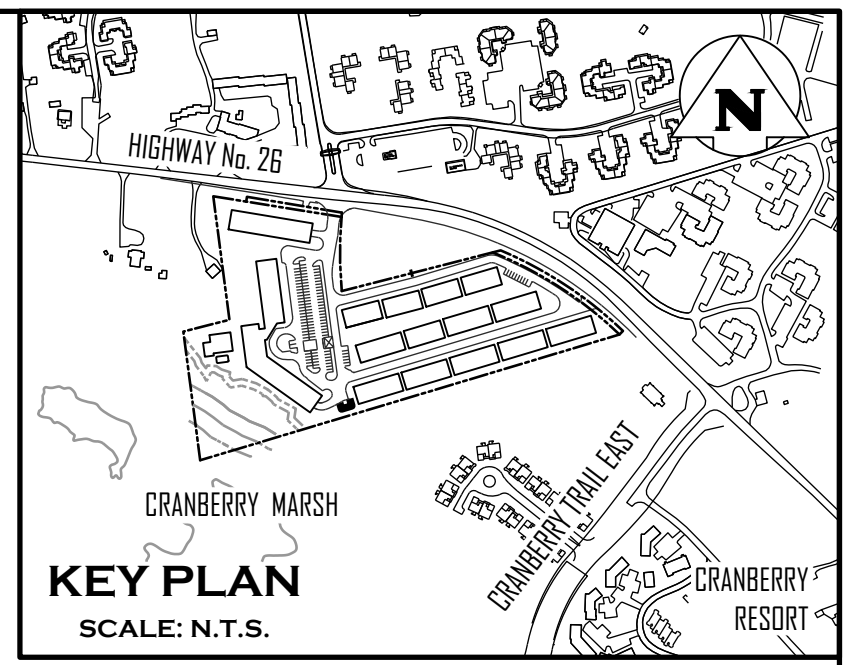 N
HIGHWAY No. 26
CRANBERRY MARSH
CRANBERRY TRAIL EAST
KEY PLAN
SCALE: N.T.S.
CRANBERRY
RESORT